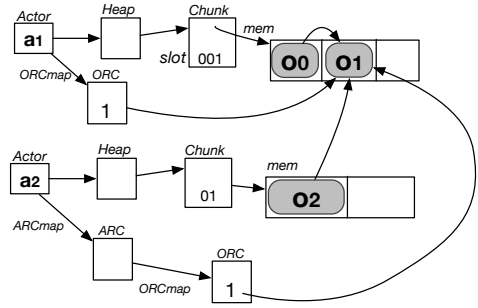 Actor Heap Chunk
a1 mem
slot 001 O0 O1
ORCmap ORC
1
Actor Heap Chunk
a2 mem
01 O2
ARCmap ARC
ORC
ORCmap 1